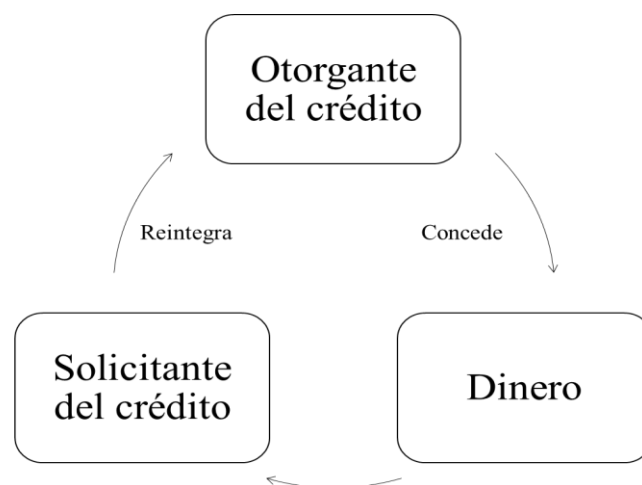 Otorgante
del crédito
Reintegra
Concede
Solicitante
del crédito
Dinero